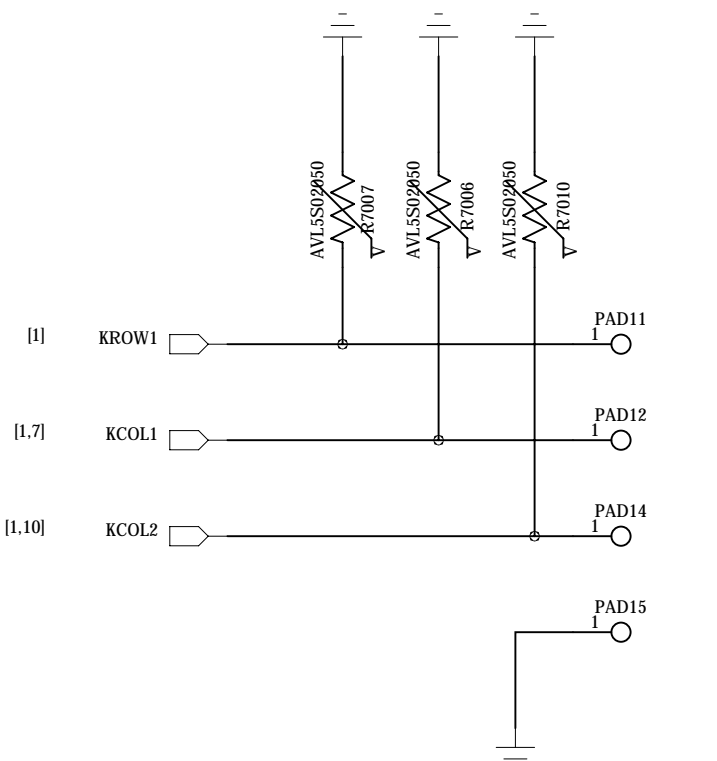 AVL5S02050
R7007
AVL5S02050
R7006
AVL5S02050
R7010
V
V
V
[1] KROW1
PAD11
1
[1,7] KCOL1
PAD12
1
[1,10] KCOL2
PAD14
1
PAD15
1